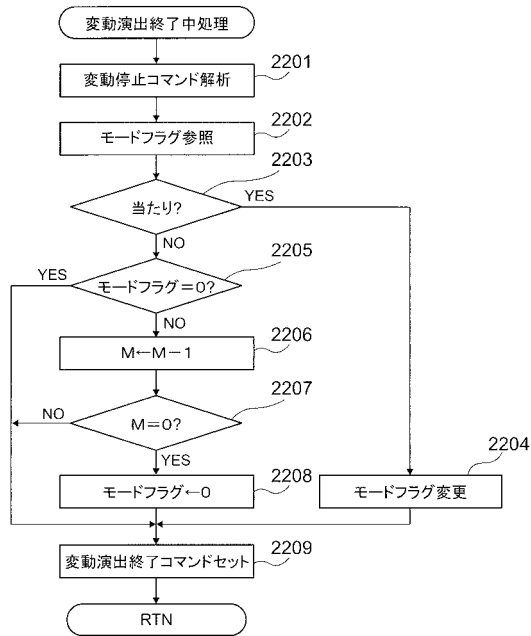 変動演出終了中処理
2201
変動停止コマンド解析
2202
モードフラグ参照
2203
当たり?
YES
NO
2205
YES
モードフラグ=0?
NO
2206
M←M-1
2207
NO
M=0?
YES
2204
2208
モードフラグ←0
モードフラグ変更
2209
変動演出終了コマンドセット
RTN